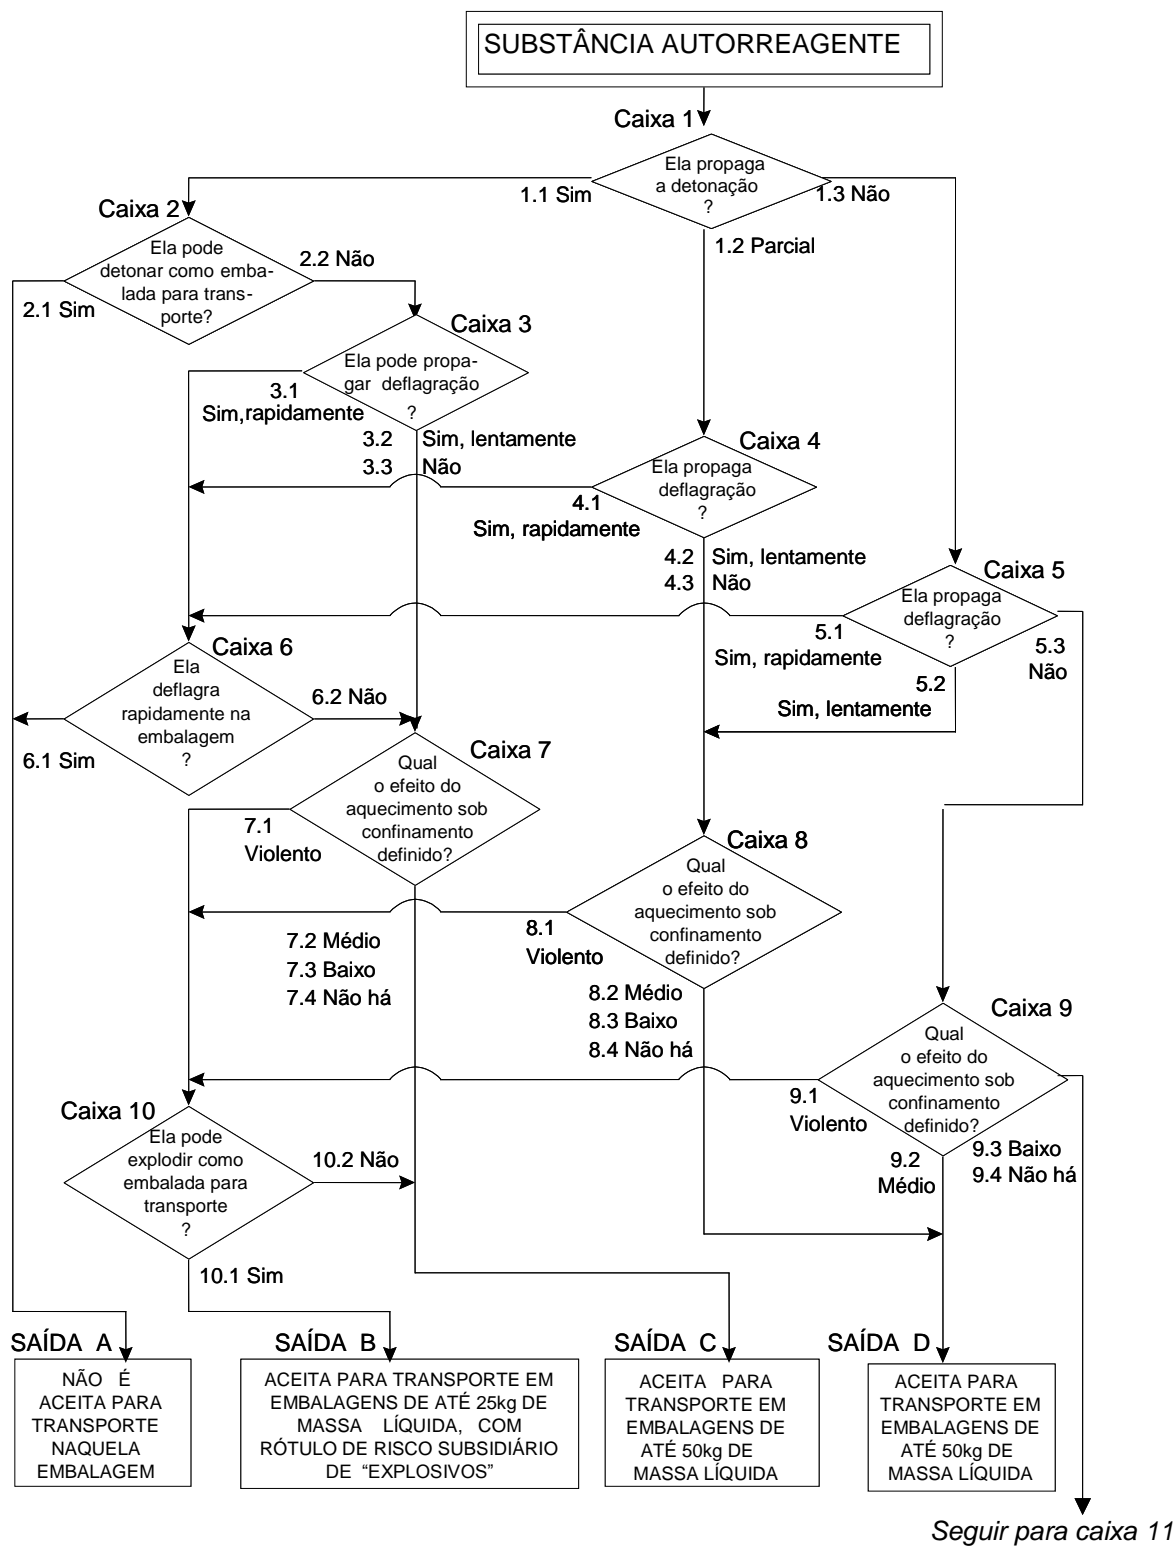 SUBSTÂNCIA AUTORREAGENTE
Caixa 1
Ela propaga
a detonação
?
1.1 Sim
1.3 Não
1.2 Parcial
Caixa 2
Ela pode
detonar como emba-
lada para trans-
porte?
2.1 Sim
2.2 Não
Caixa 3
Ela pode propa-
gar deflagração
?
3.1
Sim, rapidamente
3.2 Sim, lentamente
3.3 Não
Caixa 4
Ela propaga
deflagração
?
4.1
Sim, rapidamente
4.2 Sim, lentamente
4.3 Não
Caixa 5
Ela propaga
deflagração
?
5.1
Sim, rapidamente
5.2
Sim, lentamente
5.3
Não
Caixa 6
Ela
deflagra
rapidamente na
embalagem
?
6.1 Sim
6.2 Não
Caixa 7
Qual
o efeito do
aquecimento sob
confinamento
definido?
7.1
Violento
7.2 Médio
7.3 Baixo
7.4 Não há
Caixa 8
Qual
o efeito do
aquecimento sob
confinamento
definido?
8.1
Violento
8.2 Médio
8.3 Baixo
8.4 Não há
Caixa 9
Qual
o efeito do
aquecimento sob
confinamento
definido?
9.1
Violento
9.2
Médio
9.3 Baixo
9.4 Não há
Caixa 10
Ela pode
explodir como
embalada para
transporte
?
10.2 Não
10.1 Sim
SAÍDA A
NÃO É
ACEITA PARA
TRANSPORTE
NAQUELA
EMBALAGEM
SAÍDA B
ACEITA PARA TRANSPORTE EM
EMBALAGENS DE ATÉ 25kg DE
MASSA LÍQUIDA, COM
RÓTULO DE RISCO SUBSIDIÁRIO
DE “EXPLOSIVOS”
SAÍDA C
ACEITA PARA
TRANSPORTE EM
EMBALAGENS DE
ATÉ 50kg DE
MASSA LÍQUIDA
SAÍDA D
ACEITA PARA
TRANSPORTE EM
EMBALAGENS DE
ATÉ 50kg DE
MASSA LÍQUIDA
Seguir para caixa 11